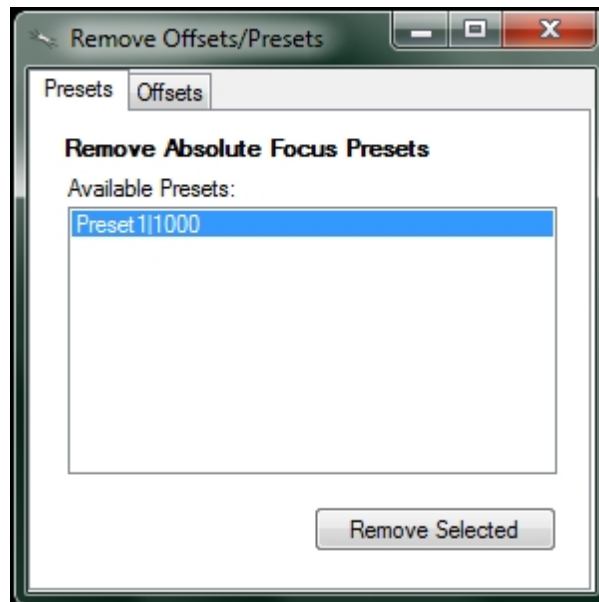 Remove Offsets/Presets
Presets Offsets
Remove Absolute Focus Presets
Available Presets:
Preset1|1000
Remove Selected